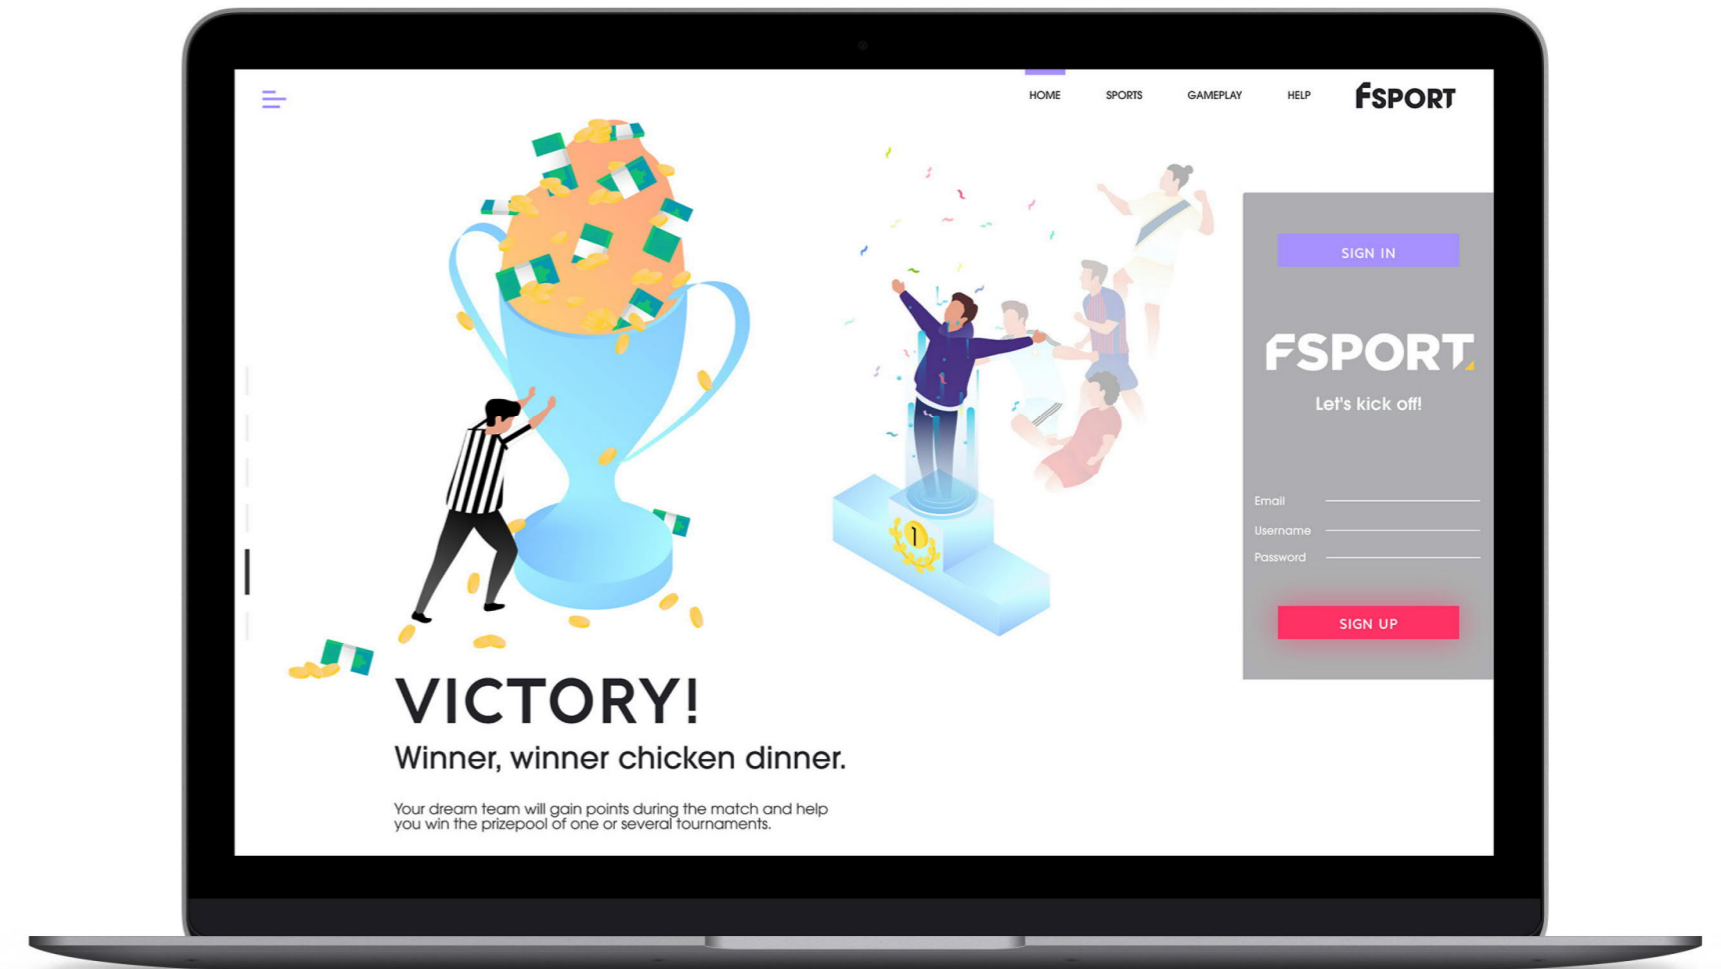 HOME SPORTS GAMEPLAY HELP FSPORT
SIGN IN
FSPORT
Let's kick off!
Email
Username
Password
SIGN UP
1
VICTORY!
Winner, winner chicken dinner.
Your dream team will gain points during the match and help
you win the prizepool of one or several tournaments.